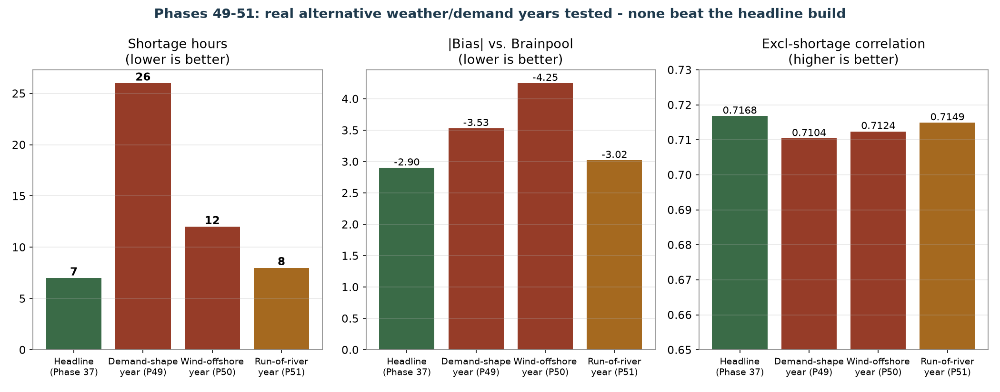 Phases 49-51: real alternative weather/demand years tested - none beat the headline build
Shortage hours
(lower is better)
25
20
15
10
5
0
26
12
8
7
Headline
(Phase 37)
Demand-shape
year (P49)
Wind-offshore
year (P50)
Run-of-river
year (P51)
|Bias| vs. Brainpool
(lower is better)
4.0
3.5
3.0
2.5
2.0
1.5
1.0
0.5
0.0
-2.90
-3.53
-4.25
-3.02
Headline
(Phase 37)
Demand-shape
year (P49)
Wind-offshore
year (P50)
Run-of-river
year (P51)
Excl-shortage correlation
(higher is better)
0.73
0.72
0.71
0.70
0.69
0.68
0.67
0.66
0.65
0.7168
0.7104
0.7124
0.7149
Headline
(Phase 37)
Demand-shape
year (P49)
Wind-offshore
year (P50)
Run-of-river
year (P51)